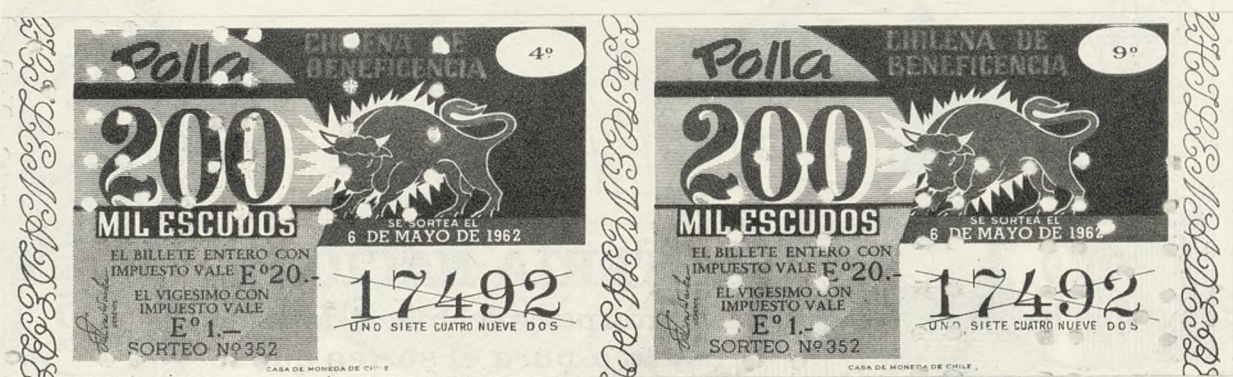 Polla
CHILENA DE
BENEFICENCIA
4º
200
MIL ESCUDOS
SE SORTEA EL
6 DE MAYO DE 1962
EL BILLETE ENTERO CON
IMPUESTO VALE Eº20.-
EL VIGESIMO CON
IMPUESTO VALE
Eº 1.—
SORTEO Nº352
17492
UNO SIETE CUATRO NUEVE DOS
CASA DE MONEDA DE CHILE
Polla
CHILENA DE
BENEFICENCIA
9º
200
MIL ESCUDOS
SE SORTEA EL
6 DE MAYO DE 1962
EL BILLETE ENTERO CON
IMPUESTO VALE Eº20.-
EL VIGESIMO CON
IMPUESTO VALE
Eº 1.-
SORTEO Nº352
17492
UNO SIETE CUATRO NUEVE DOS
CASA DE MONEDA DE CHILE